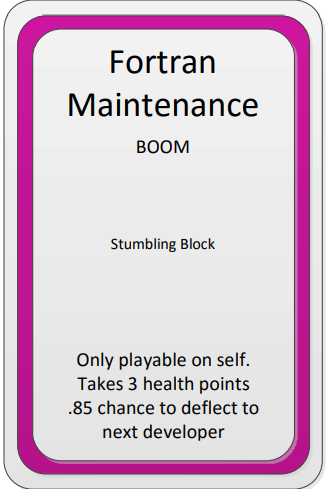 Fortran
Maintenance
BOOM
Stumbling Block
Only playable on self.
Takes 3 health points
.85 chance to deflect to
next developer